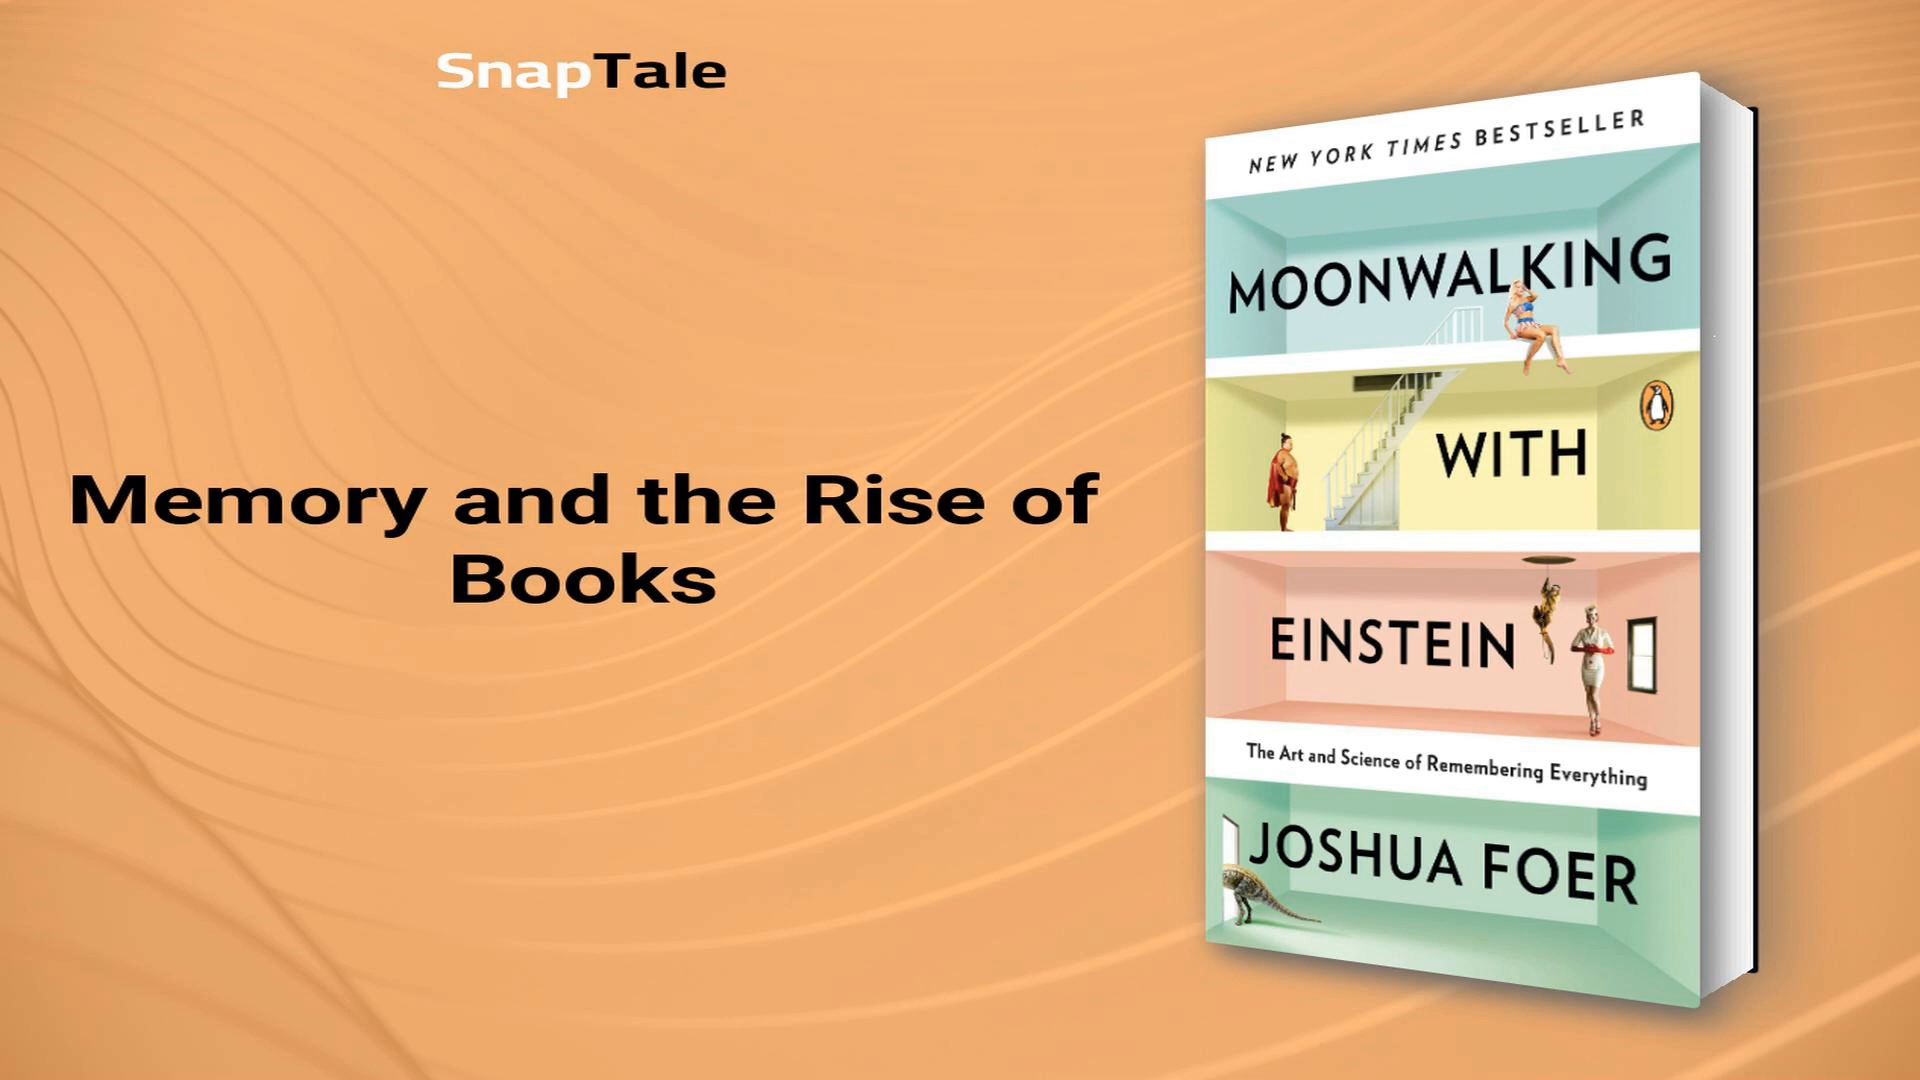 SnapTale
Memory and the Rise of
Books
NEW YORK TIMES BESTSELLER
MOONWALKING
WITH
EINSTEIN
The Art and Science of Remembering Everything
JOSHUA FOER